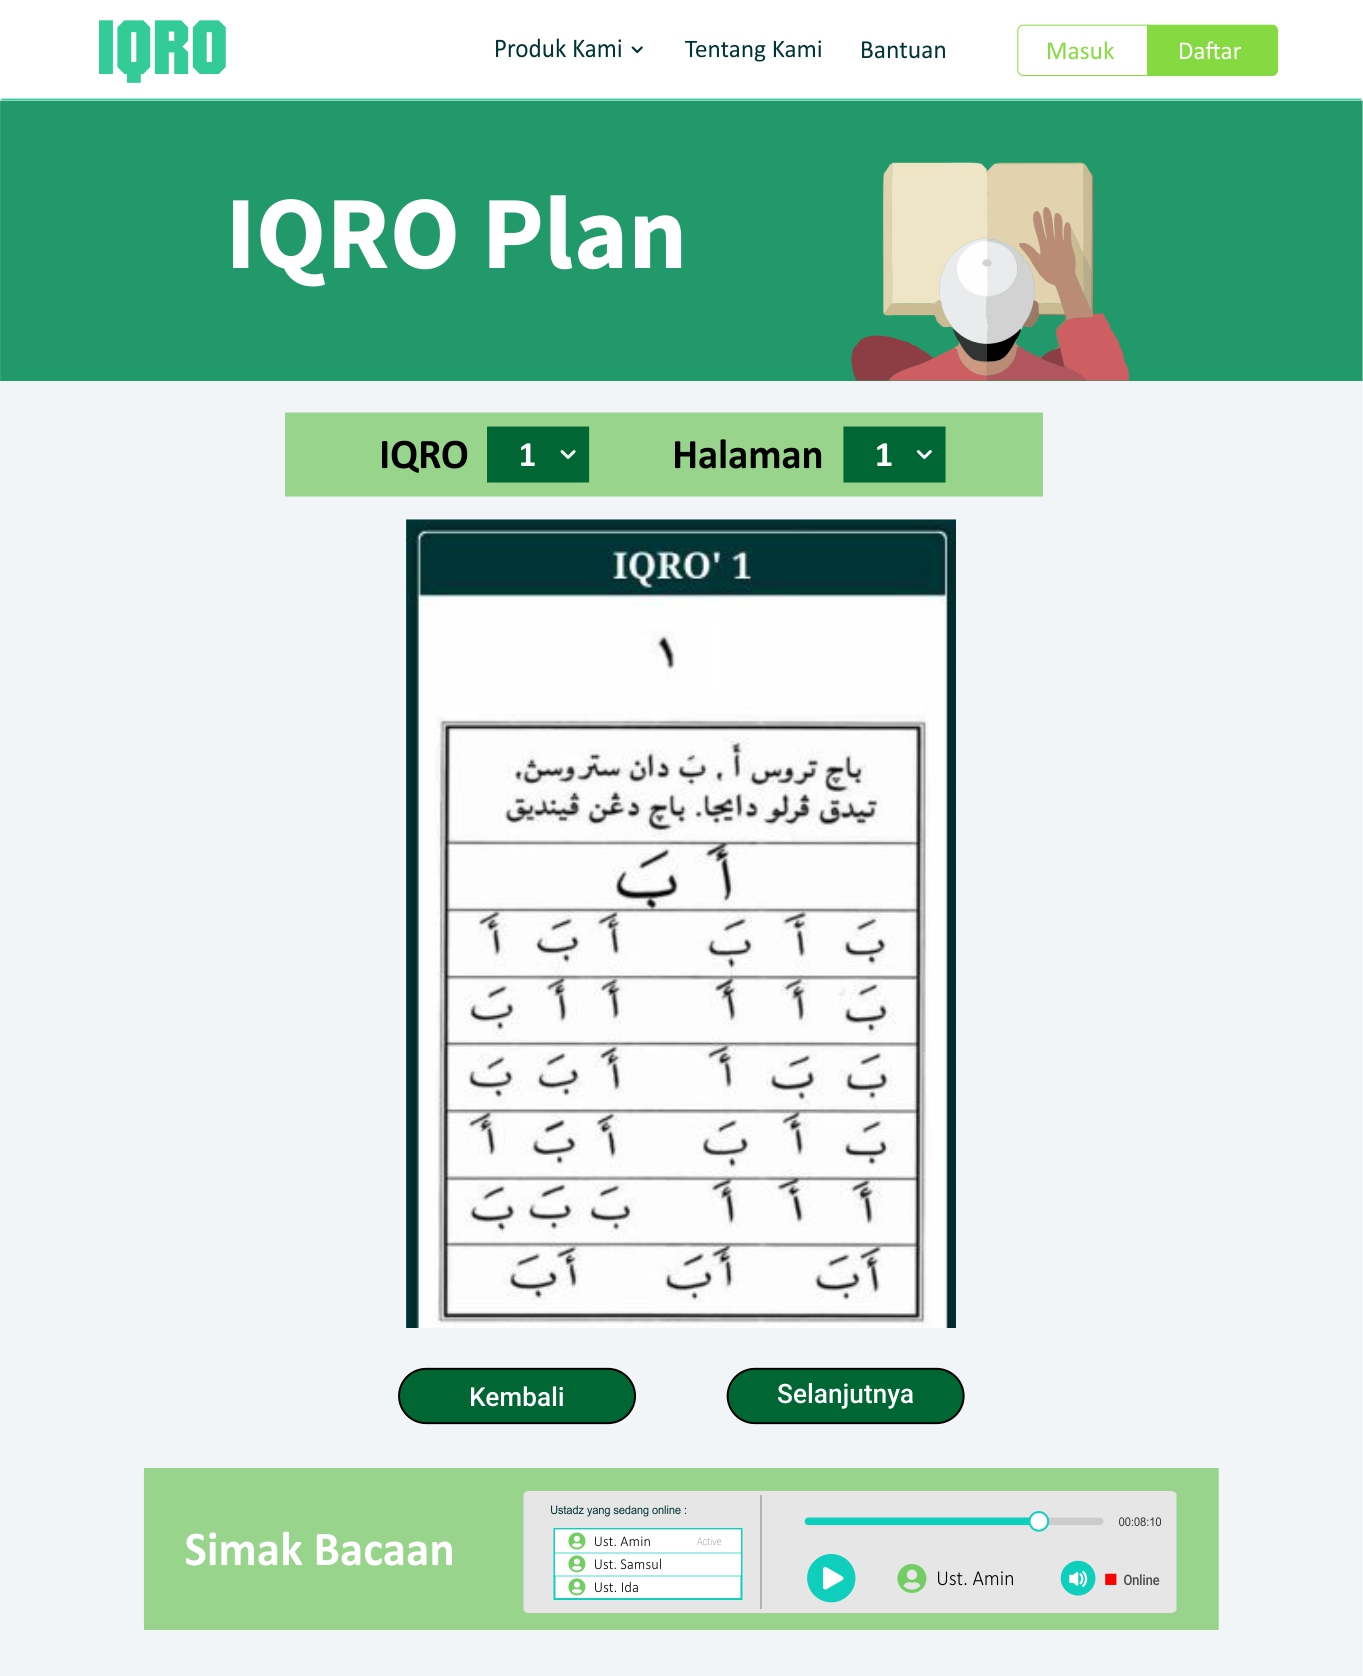 IQRO
Produk Kami
Tentang Kami
Bantuan
Masuk
Daftar
IQRO Plan
IQRO 1
Halaman 1
IQRO' 1
١
باچ تروس أَ , بَ دان ستروسڽ,
تيدق ڤرلو دايجا. باچ دڠن ڤينديق
أَ بَ
بَ أَ بَ أَ بَ أَ
بَ أَ أَ أَ أَ بَ
بَ بَ أَ أَ بَ بَ
بَ أَ بَ أَ بَ أَ
أَ أَ أَ بَ بَ بَ
أَبَ أَبَ أَبَ
Kembali
Selanjutnya
Simak Bacaan
Ustadz yang sedang online :
Ust. Amin Active
Ust. Samsul
Ust. Ida
00:08:10
Ust. Amin
Online